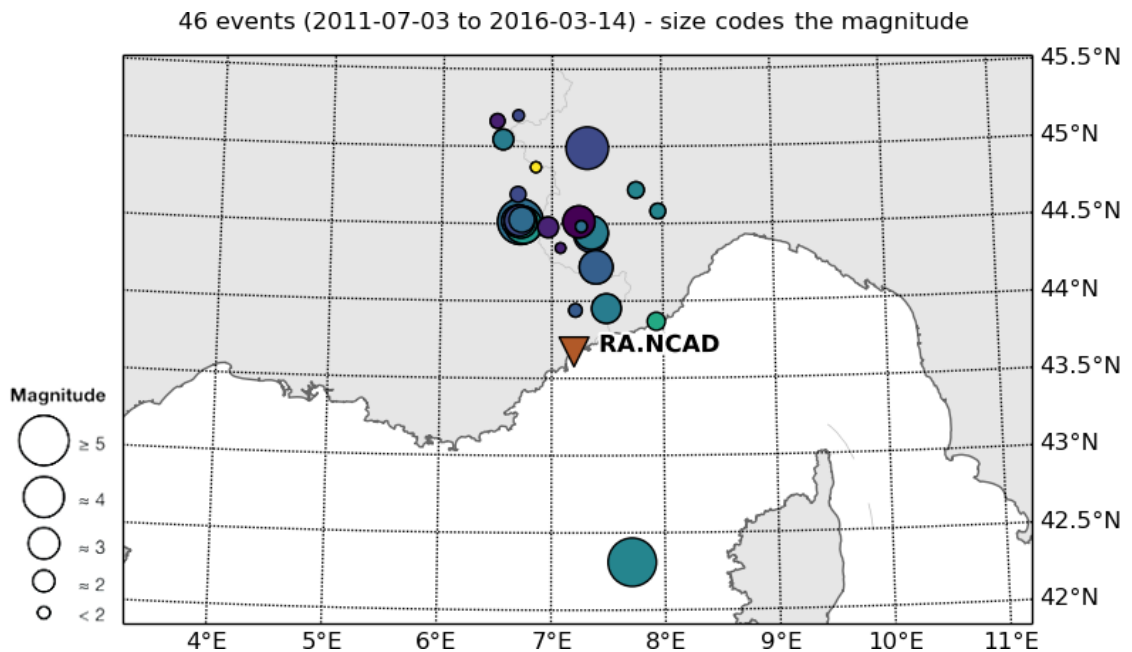 46 events (2011-07-03 to 2016-03-14) - size codes the magnitude
45.5°N
45°N
44.5°N
44°N
43.5°N
43°N
42.5°N
42°N
RA.NCAD
Magnitude
≥ 5
≈ 4
≈ 3
≈ 2
< 2
4°E 5°E 6°E 7°E 8°E 9°E 10°E 11°E